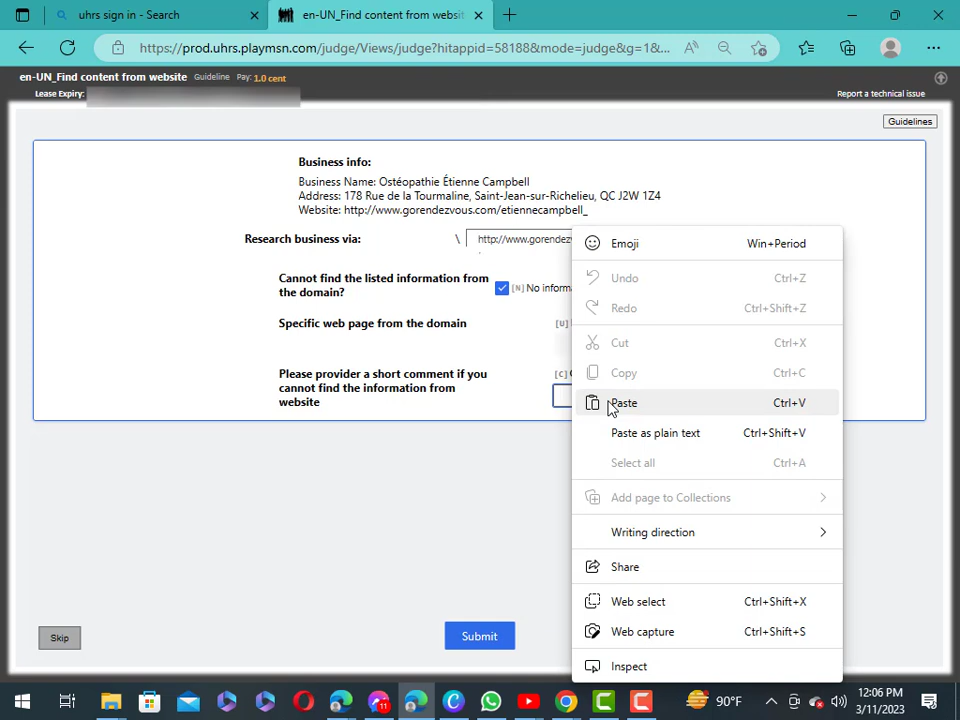 uhrs sign in - Search
en-UN_Find content from websit
https://prod.uhrs.playmsn.com/judge/Views/judge?hitappid=58188&mode=judge&g=1&...
en-UN_Find content from website Guideline Pay: 1.0 cent
Lease Expiry:
Report a technical issue
Guidelines
Business info:
Business Name: Ostéopathie Étienne Campbell
Address: 178 Rue de la Tourmaline, Saint-Jean-sur-Richelieu, QC J2W 1Z4
Website: http://www.gorendezvous.com/etiennecampbell_
Research business via: \ http://www.gorendezv
Cannot find the listed information from
the domain?
[N] No informa
Specific web page from the domain
[U]
Please provider a short comment if you
cannot find the information from
website
[C]
Emoji Win+Period
Undo Ctrl+Z
Redo Ctrl+Shift+Z
Cut Ctrl+X
Copy Ctrl+C
Paste Ctrl+V
Paste as plain text Ctrl+Shift+V
Select all Ctrl+A
Add page to Collections
Writing direction
Share
Web select Ctrl+Shift+X
Web capture Ctrl+Shift+S
Inspect
Skip
Submit
11
90°F
12:06 PM
3/11/2023